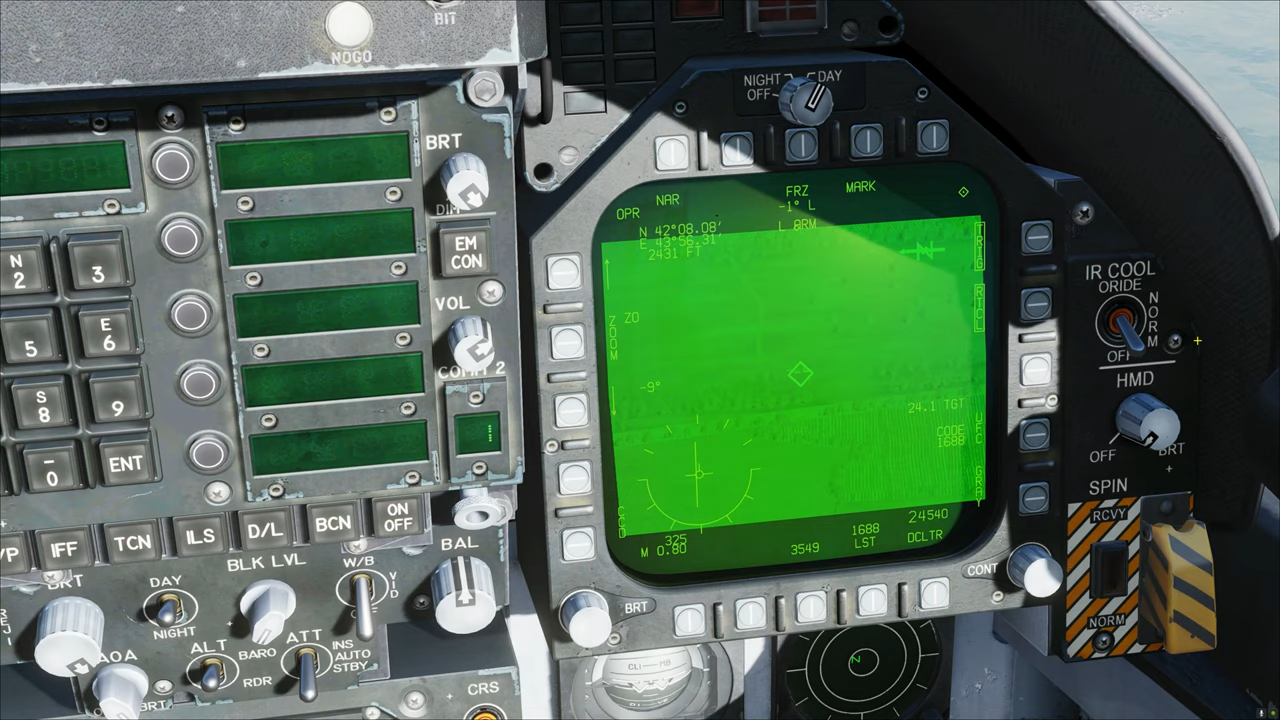 BIT
NOGO
NIGHT DAY
OFF
BRT
DIM
EM
CON
VOL
COMM 2
N
2
3
5
E
6
S
8
9
-
0
ENT
IFF
TCN
ILS
D/L
BCN
ON
OFF
BRT
DAY
NIGHT
BLK LVL
W/B
VID
BAL
AOA
BRT
ALT
BARO
RDR
ATT
INS
AUTO
STBY
CRS
OPR
NAR
FRZ
MARK
-1° L
L ARM
N 42°08.08'
E 43°56.31'
2431 FT
N
TRIG
RTCL
ZOOM
ZO
-9°
24.1 TGT
CODE
1688
UFC
GRAY
325
M 0.80
3549
1688
LST
24540
DCLTR
BRT
CONT
IR COOL
ORIDE
NORM
OFF
HMD
OFF
BRT
SPIN
RCVY
NORM
N